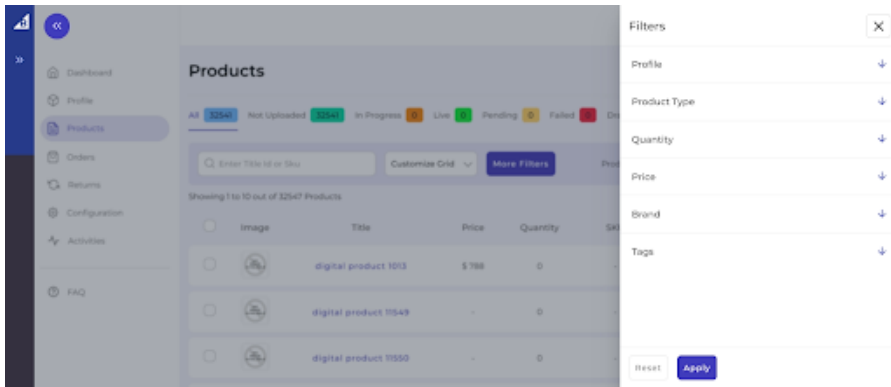 Filters
Profile
Product Type
Quantity
Price
Brand
Tags
Reset Apply
Dashboard
Profile
Products
Orders
Returns
Configuration
Activities
FAQ
Products
All 32541 Not Uploaded 32541 In Progress 0 Live 0 Pending 0 Failed 0
Enter Title Id or Sku Customize Grid More Filters
Showing 1 to 10 out of 32547 Products
Image Title Price Quantity
digital product 1013 $ 788 0
digital product 11549 - 0
digital product 11550 - 0